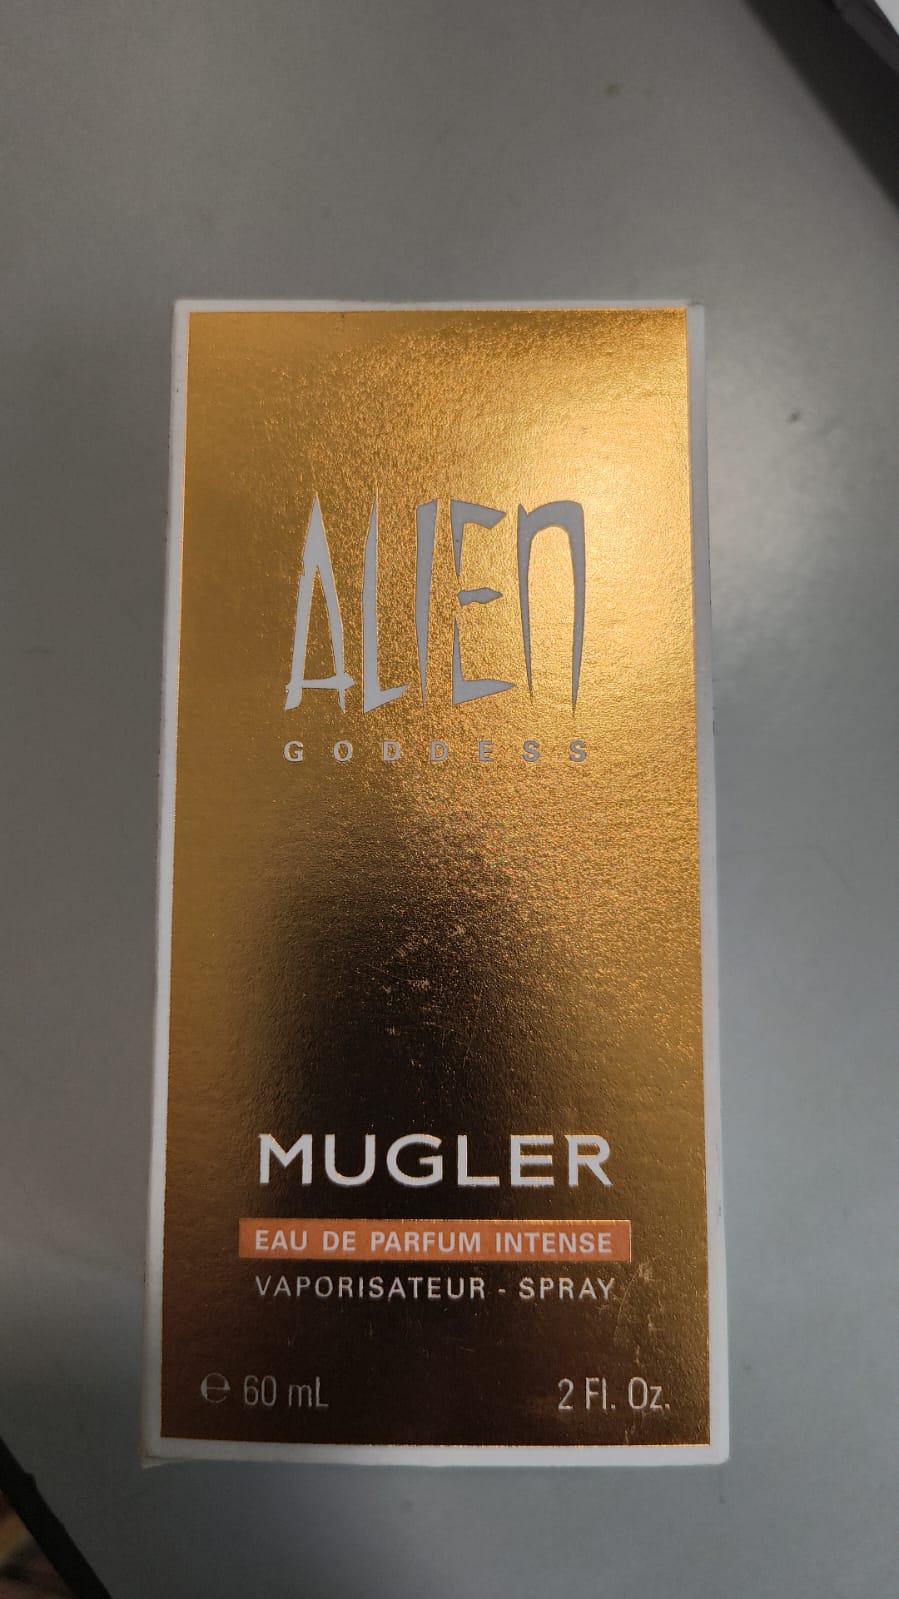 ALIEN
GODDESS
MUGLER
EAU DE PARFUM INTENSE
VAPORISATEUR - SPRAY
℮ 60 mL 2 Fl. Oz.